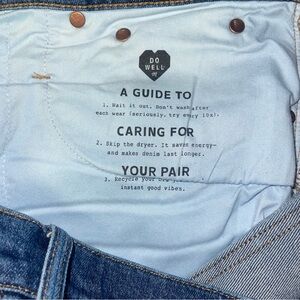 DO
WELL
A GUIDE TO
1. Wait it out. Don't wash after
each wear (seriously, try every 10x).
CARING FOR
2. Skip the dryer. It saves energy—
and makes denim last longer.
YOUR PAIR
3. Recycle your
instant good vibes.